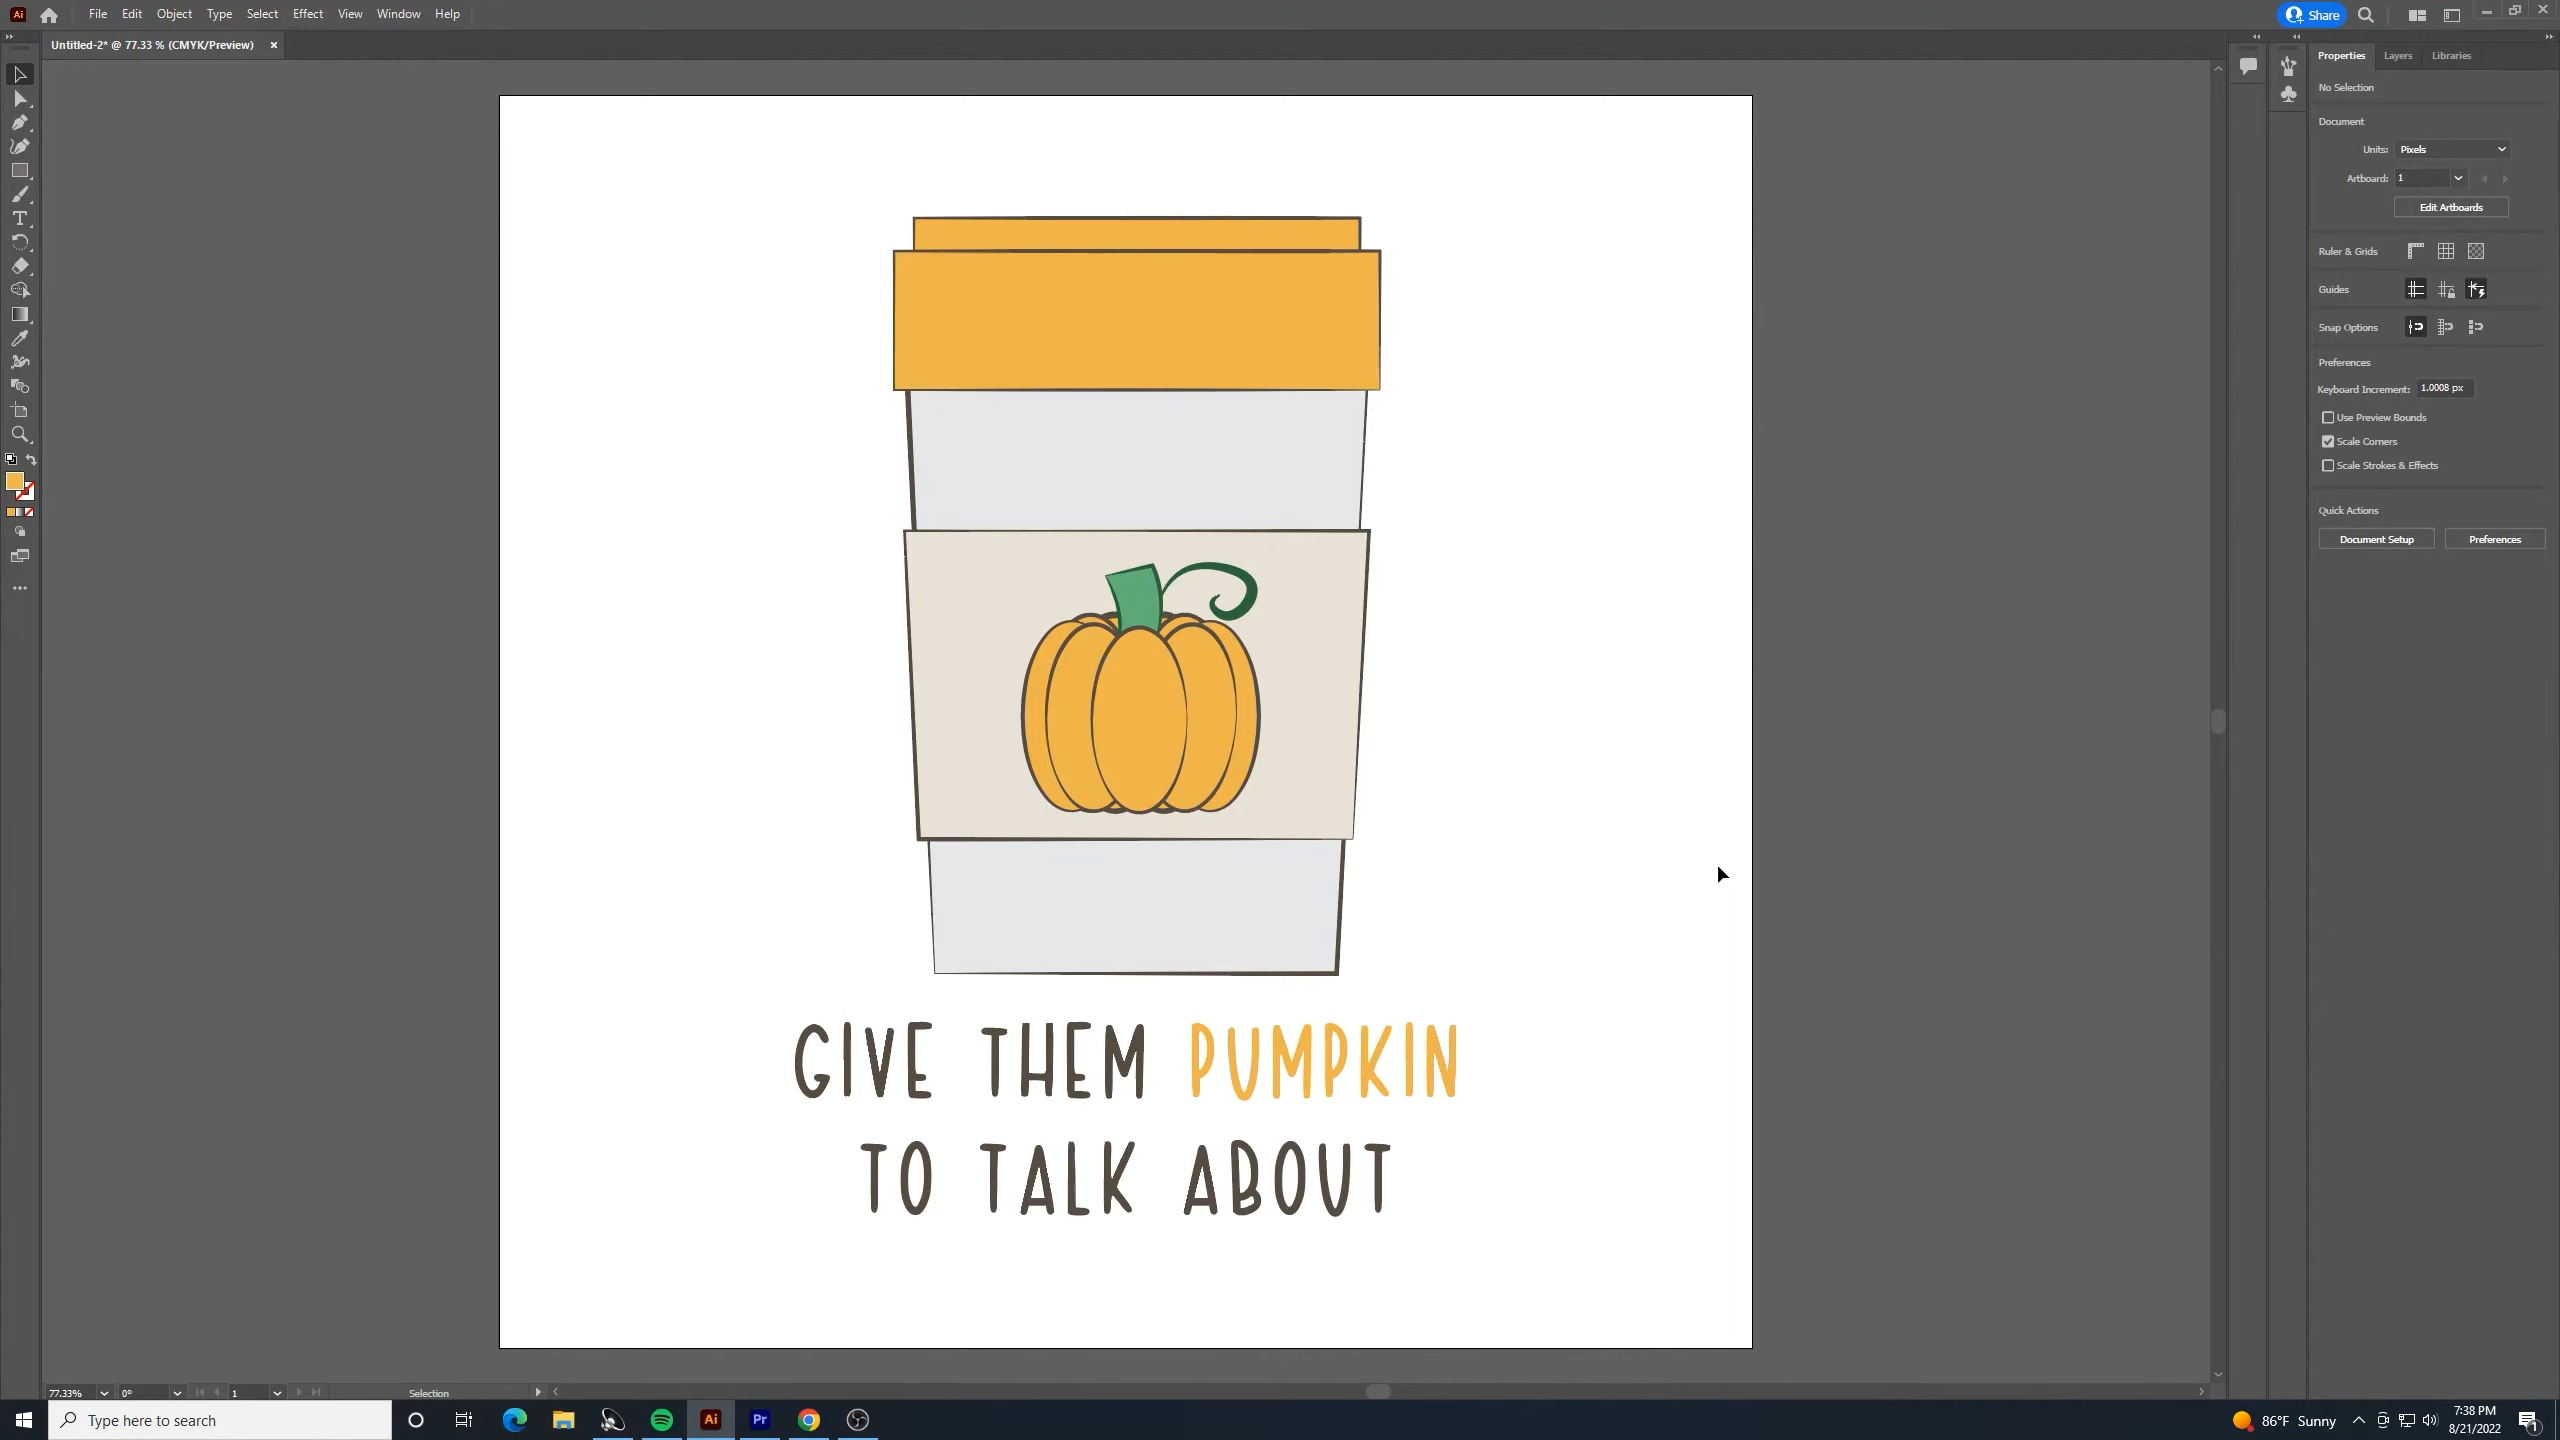 Ai File Edit Object Type Select Effect View Window Help
Share
Untitled-2* @ 77.33 % (CMYK/Preview) ×
Properties Layers Libraries
No Selection
Document
Units: Pixels
Artboard: 1
Edit Artboards
Ruler & Grids
Guides
Snap Options
Preferences
Keyboard Increment: 1.0008 px
Use Preview Bounds
Scale Corners
Scale Strokes & Effects
Quick Actions
Document Setup Preferences
GIVE THEM PUMPKIN
TO TALK ABOUT
77.33% 0° 1 Selection
Type here to search
Ai Pr
86°F Sunny
7:38 PM
8/21/2022
1